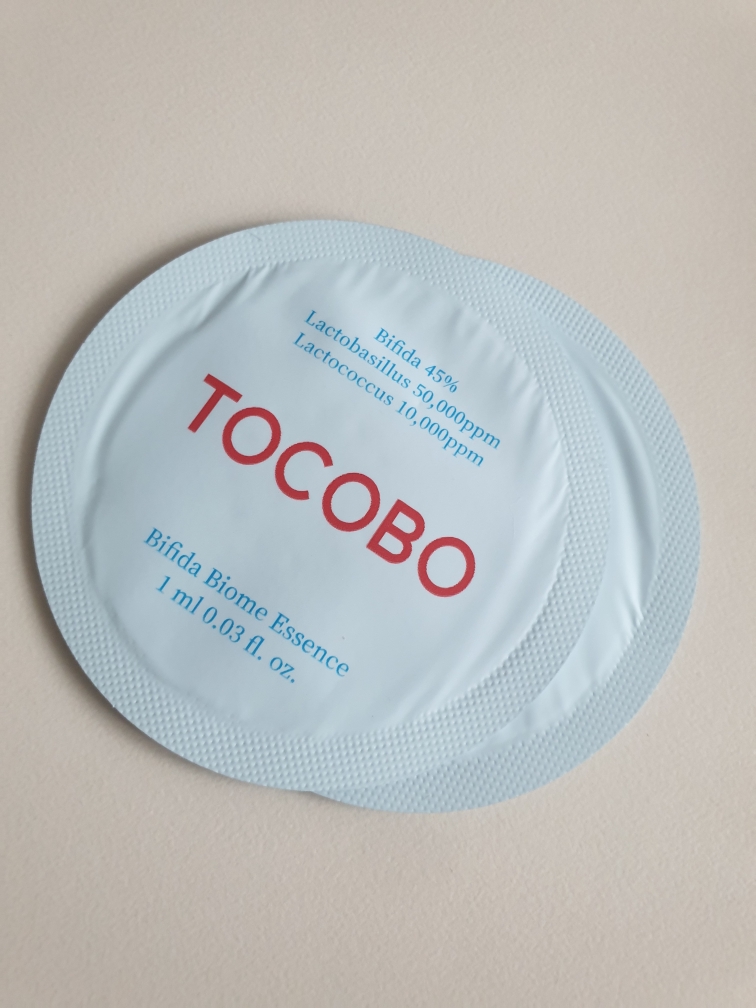 Bifida 45%
Lactobasillus 50,000ppm
Lactococcus 10,000ppm
TOCOBO
Bifida Biome Essence
1 ml 0.03 fl. oz.